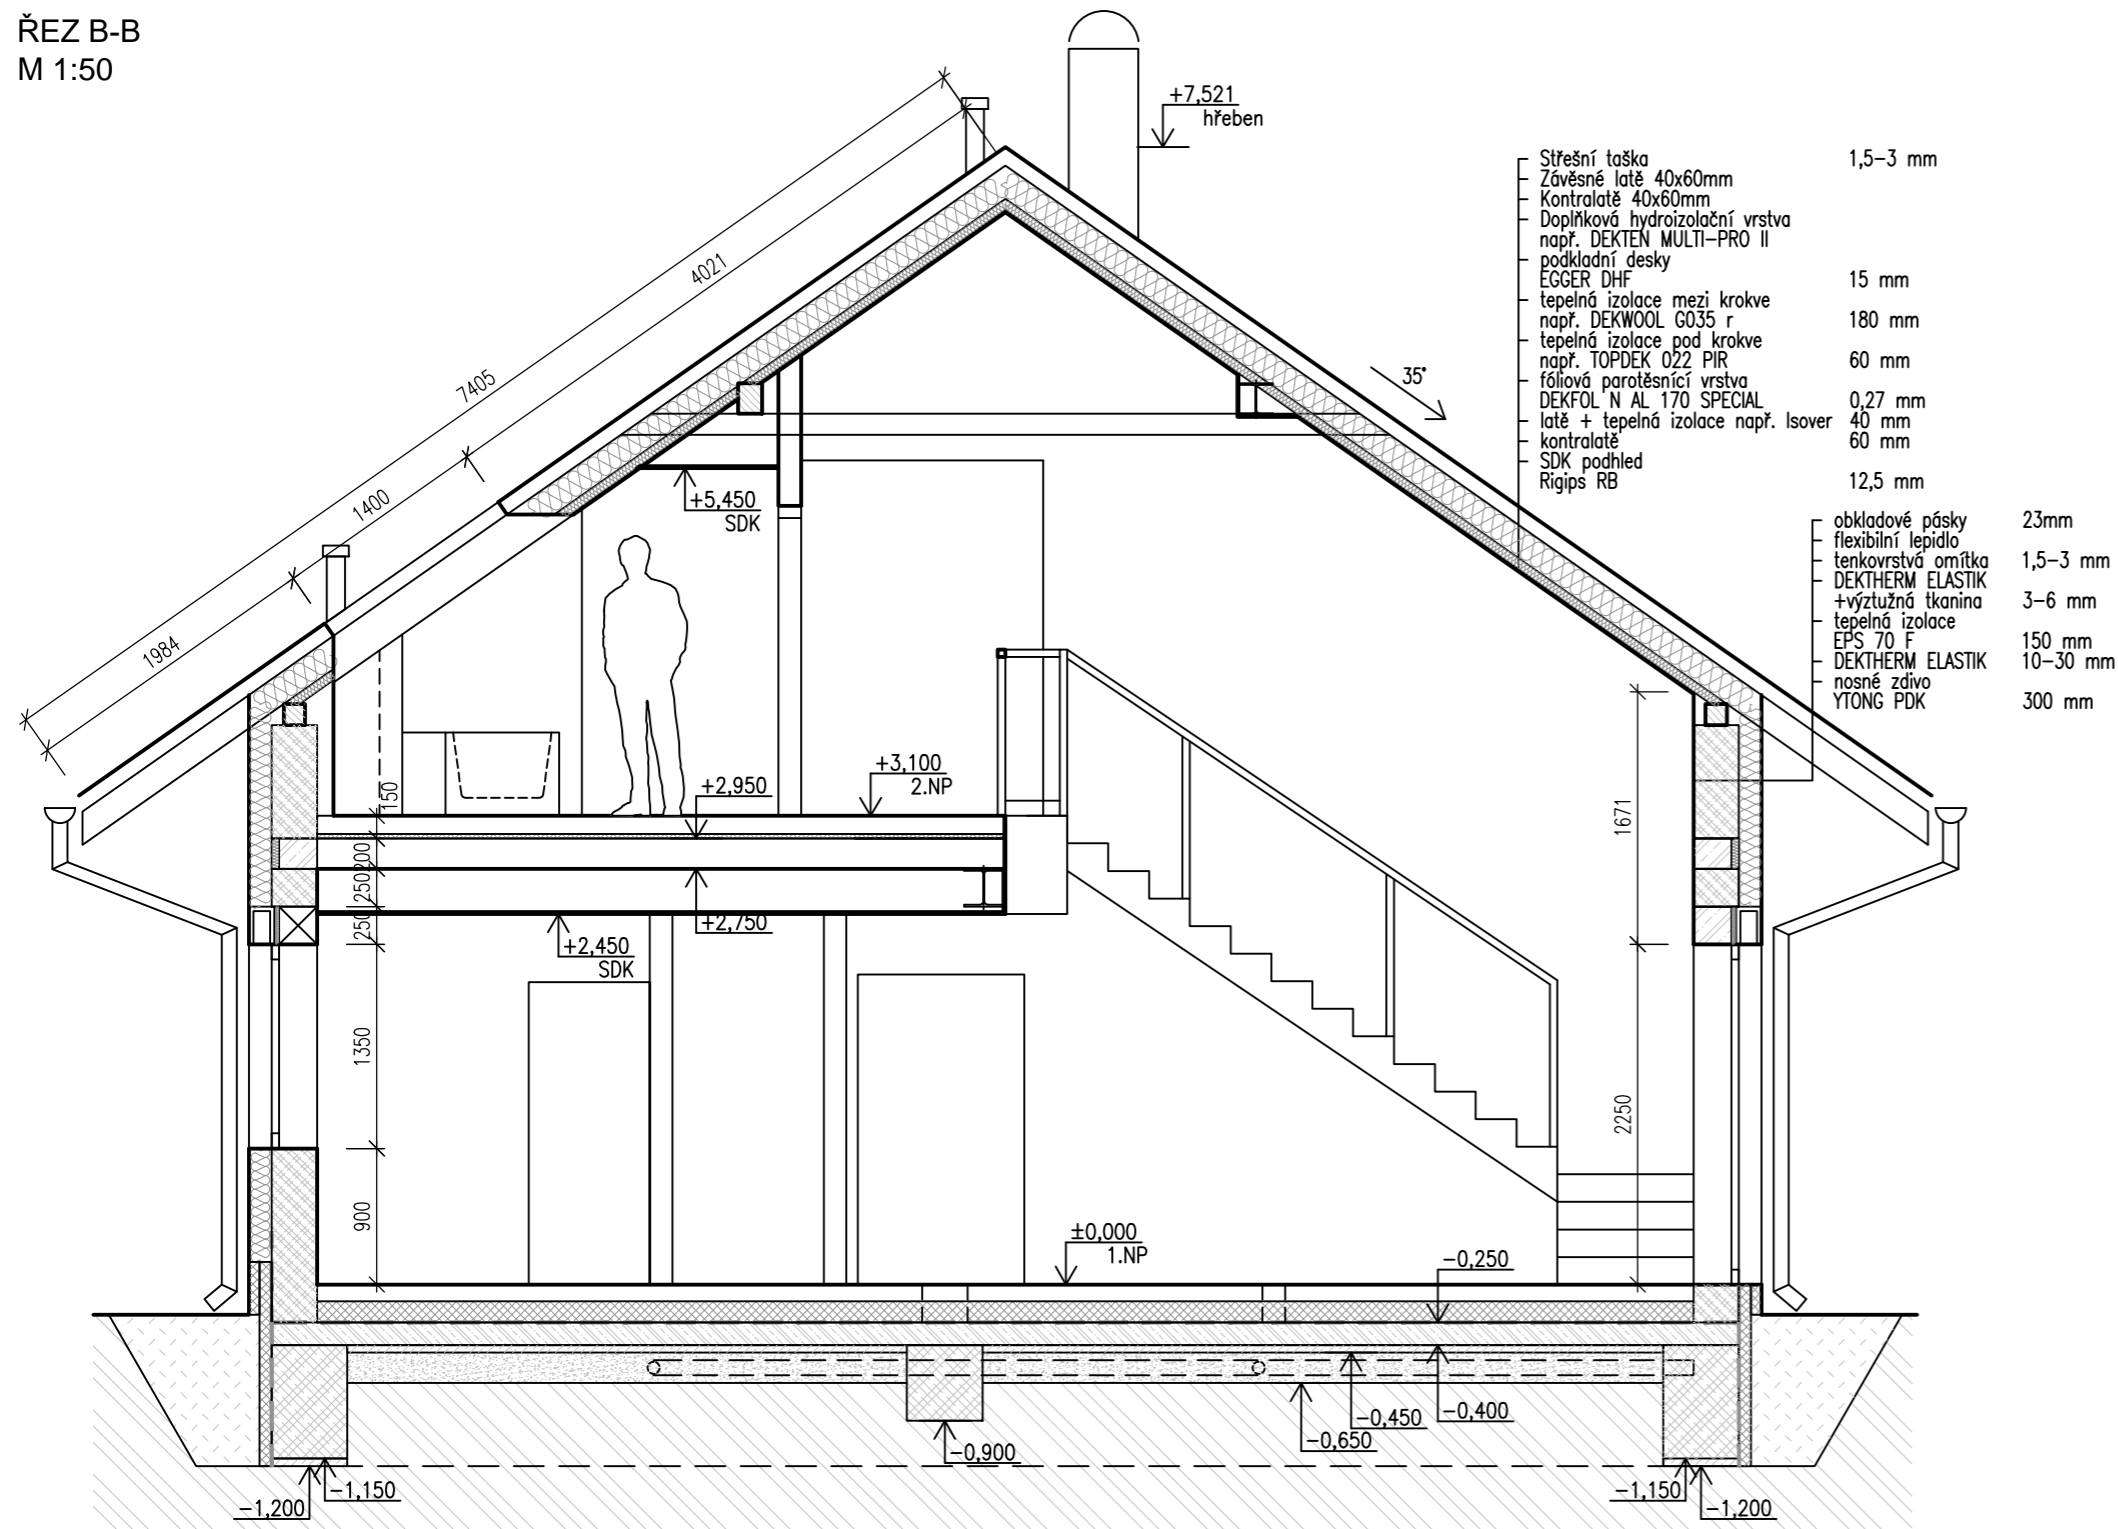 ŘEZ B-B
M 1:50
+7,521
hřeben
Střešní taška 1,5-3 mm
Závěsné latě 40x60mm
Kontralatě 40x60mm
Doplňková hydroizolační vrstva
např. DEKTEN MULTI-PRO II
podkladní desky
EGGER DHF 15 mm
tepelná izolace mezi krokve
např. DEKWOOL G035 r 180 mm
tepelná izolace pod krokve
např. TOPDEK 022 PIR 60 mm
fóliová parotěsnící vrstva
DEKFOL N AL 170 SPECIAL 0,27 mm
latě + tepelná izolace např. Isover 40 mm
kontralatě 60 mm
SDK podhled
Rigips RB 12,5 mm
obkladové pásky 23mm
flexibilní lepidlo
tenkovrstvá omítka 1,5-3 mm
DEKTHERM ELASTIK
+výztužná tkanina 3-6 mm
tepelná izolace
EPS 70 F 150 mm
DEKTHERM ELASTIK 10-30 mm
nosné zdivo
YTONG PDK 300 mm
4021
7405
1400
1984
35°
+5,450
SDK
+3,100
2.NP
+2,950
+2,750
+2,450
SDK
150
200
250
250
1350
900
1671
2250
±0,000
1.NP
-0,250
-0,400
-0,450
-0,650
-0,900
-1,150
-1,200
-1,150
-1,200